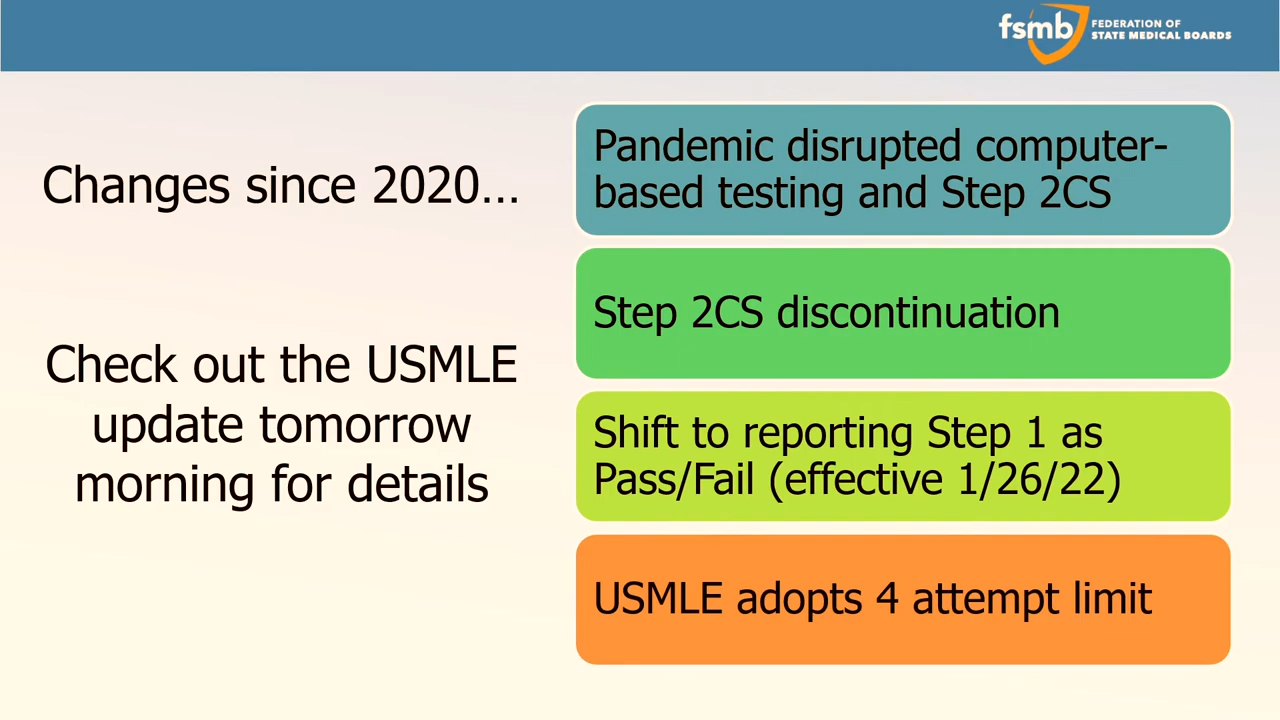 fsmb
FEDERATION OF
STATE MEDICAL BOARDS
Changes since 2020…
Check out the USMLE
update tomorrow
morning for details
Pandemic disrupted computer-
based testing and Step 2CS
Step 2CS discontinuation
Shift to reporting Step 1 as
Pass/Fail (effective 1/26/22)
USMLE adopts 4 attempt limit